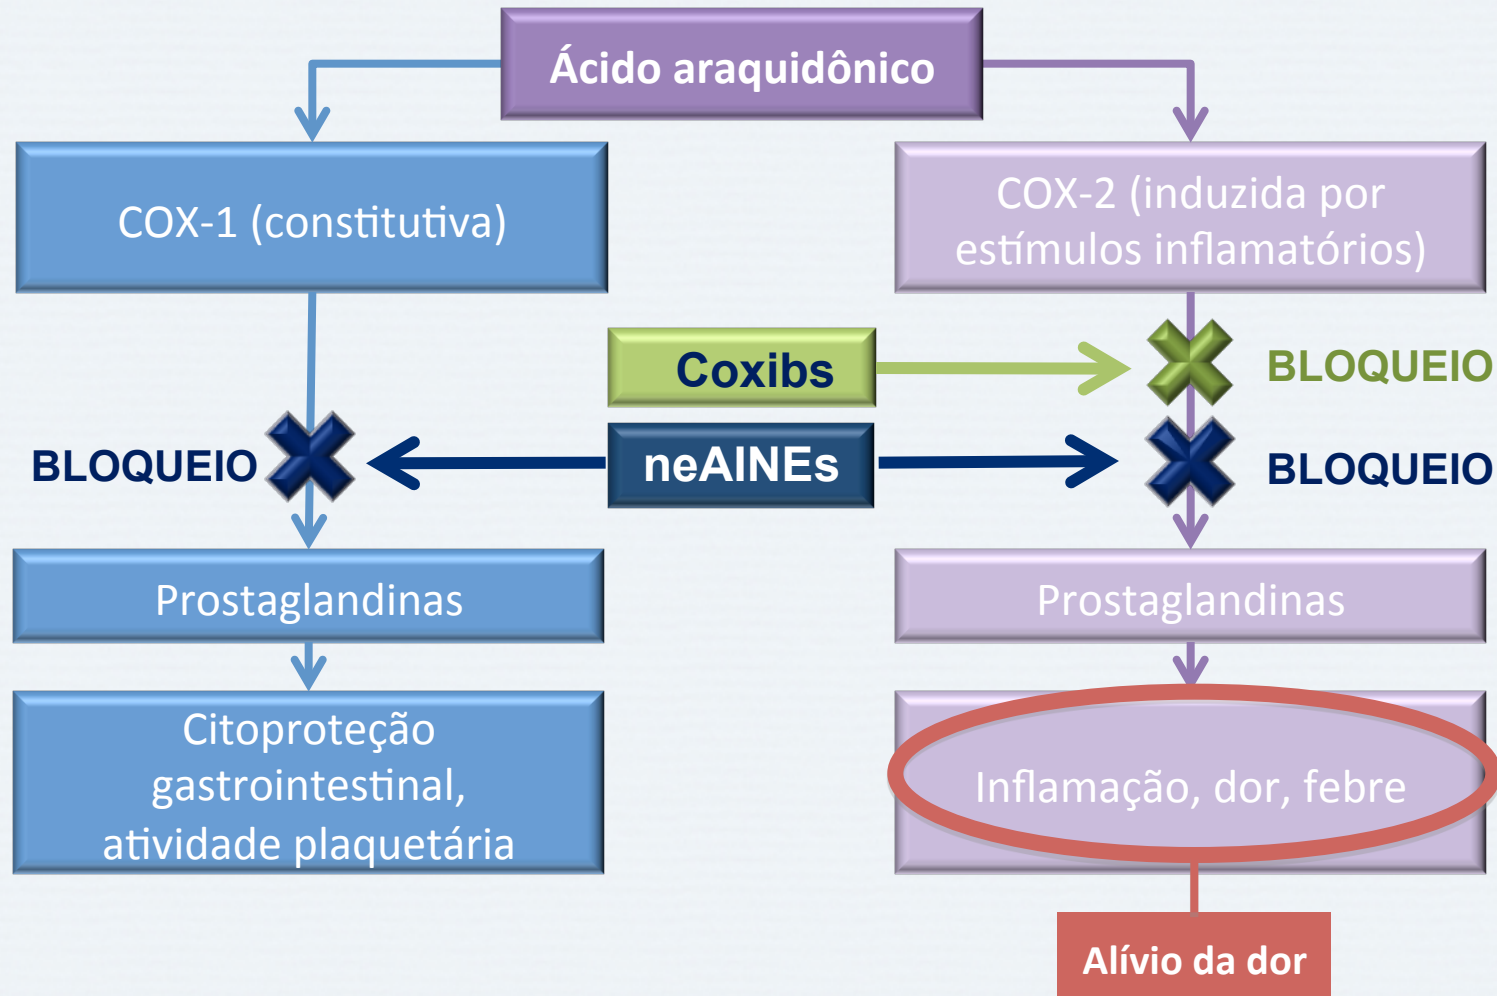 Ácido araquidônico
COX-1 (constitutiva)
COX-2 (induzida por
estímulos inflamatórios)
Coxibs
BLOQUEIO
BLOQUEIO
neAINEs
BLOQUEIO
Prostaglandinas
Prostaglandinas
Citoproteção
gastrointestinal,
atividade plaquetária
Inflamação, dor, febre
Alívio da dor